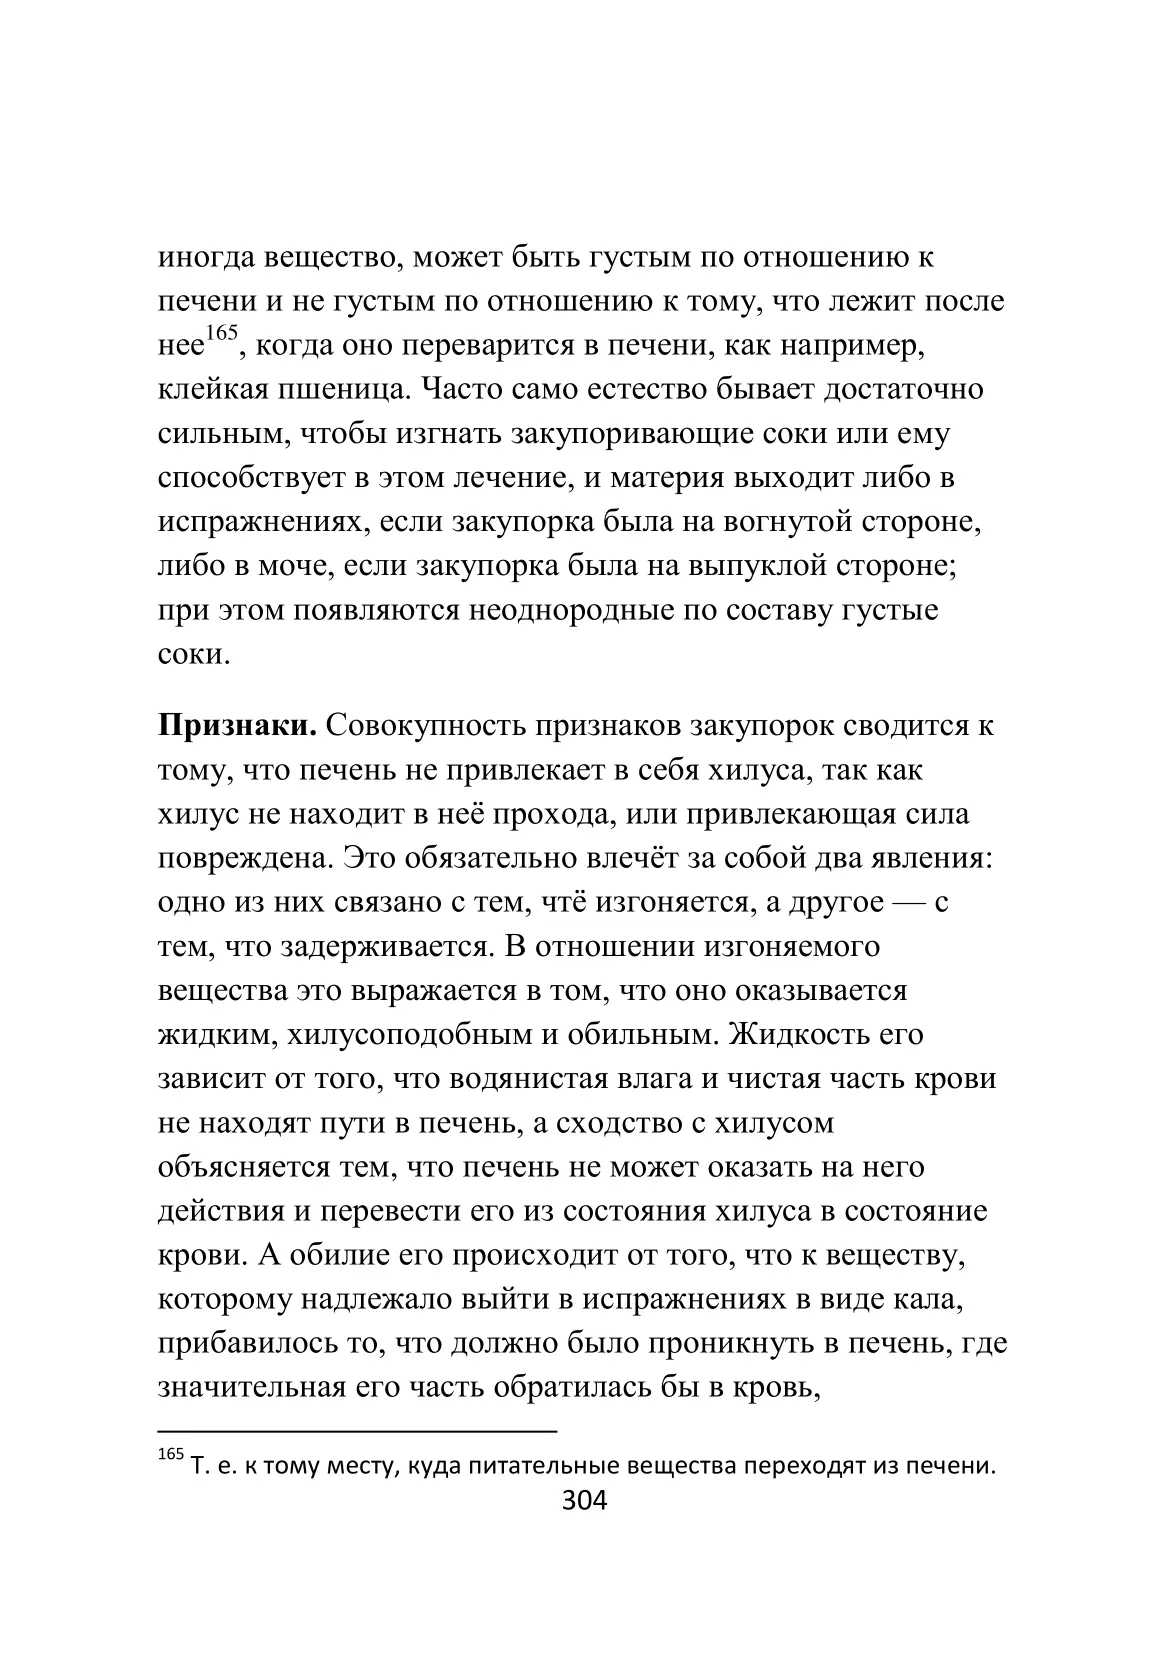 иногда вещество, может быть густым по отношению к
печени и не густым по отношению к тому, что лежит после
нее165, когда оно переварится в печени, как например,
клейкая пшеница. Часто само естество бывает достаточно
сильным, чтобы изгнать закупоривающие соки или ему
способствует в этом лечение, и материя выходит либо в
испражнениях, если закупорка была на вогнутой стороне,
либо в моче, если закупорка была на выпуклой стороне;
при этом появляются неоднородные по составу густые
соки.
Признаки. Совокупность признаков закупорок сводится к
тому, что печень не привлекает в себя хилуса, так как
хилус не находит в неё прохода, или привлекающая сила
повреждена. Это обязательно влечёт за собой два явления:
одно из них связано с тем, чтё изгоняется, а другое — с
тем, что задерживается. В отношении изгоняемого
вещества это выражается в том, что оно оказывается
жидким, хилусоподобным и обильным. Жидкость его
зависит от того, что водянистая влага и чистая часть крови
не находят пути в печень, а сходство с хилусом
объясняется тем, что печень не может оказать на него
действия и перевести его из состояния хилуса в состояние
крови. А обилие его происходит от того, что к веществу,
которому надлежало выйти в испражнениях в виде кала,
прибавилось то, что должно было проникнуть в печень, где
значительная его часть обратилась бы в кровь,
165 Т. е. к тому месту, куда питательные вещества переходят из печени.
304